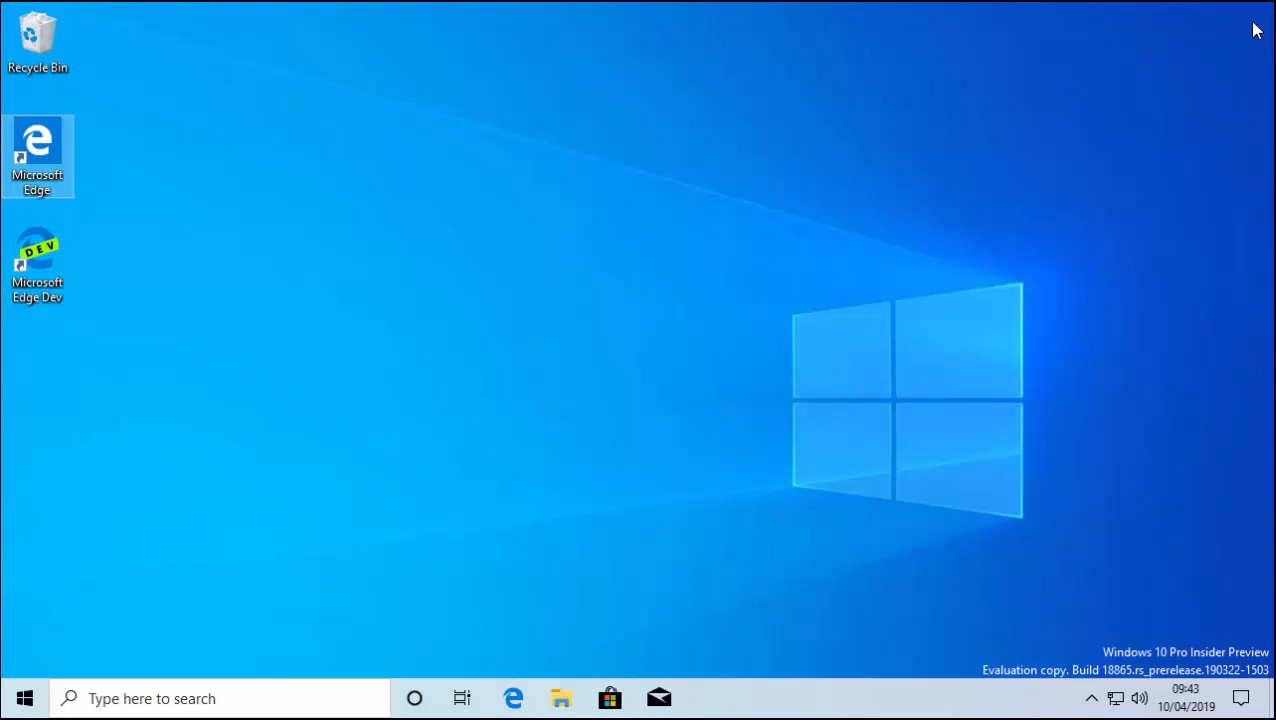 Recycle Bin
Microsoft
Edge
DEV
Microsoft
Edge Dev
Windows 10 Pro Insider Preview
Evaluation copy. Build 18865.rs_prerelease.190322-1503
Type here to search
09:43
10/04/2019